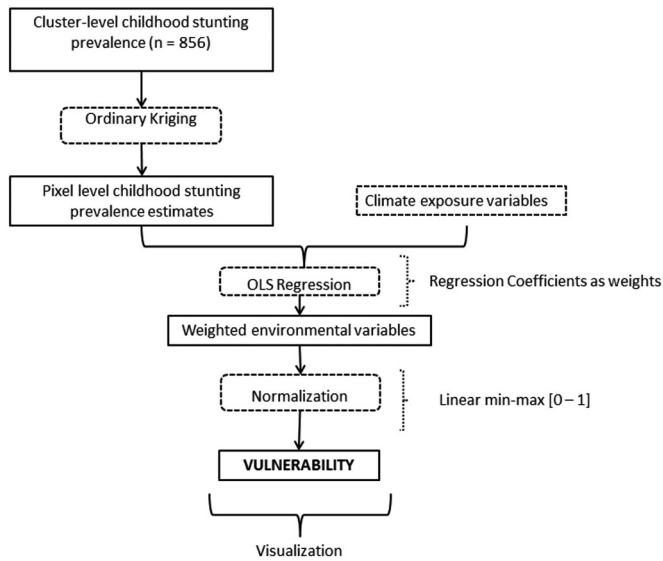 Cluster-level childhood stunting
prevalence (n = 856)
Ordinary Kriging
Pixel level childhood stunting
prevalence estimates
Climate exposure variables
OLS Regression
Regression Coefficients as weights
Weighted environmental variables
Normalization
Linear min-max [0 – 1]
VULNERABILITY
Visualization